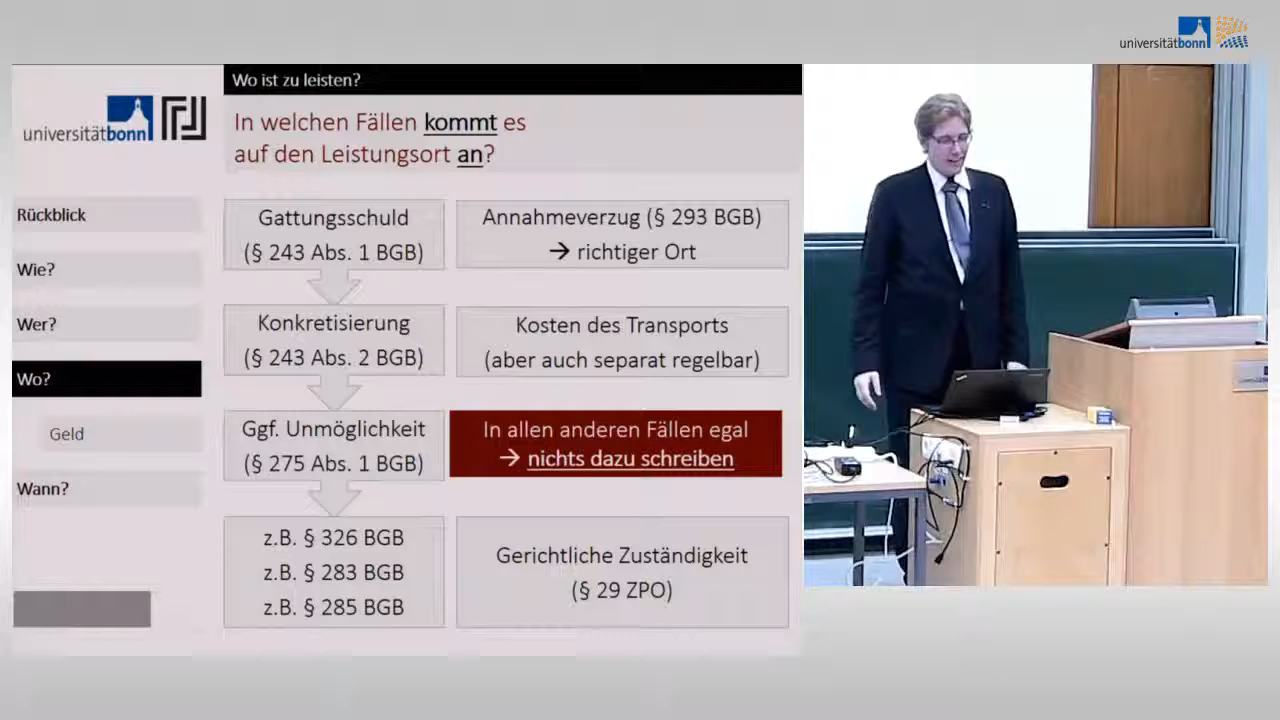 universitätbonn
Wo ist zu leisten?
universitätbonn
In welchen Fällen kommt es
auf den Leistungsort an?
Rückblick
Wie?
Wer?
Wo?
Geld
Wann?
Gattungsschuld
(§ 243 Abs. 1 BGB)
Annahmeverzug (§ 293 BGB)
→ richtiger Ort
Konkretisierung
(§ 243 Abs. 2 BGB)
Kosten des Transports
(aber auch separat regelbar)
Ggf. Unmöglichkeit
(§ 275 Abs. 1 BGB)
In allen anderen Fällen egal
→ nichts dazu schreiben
z.B. § 326 BGB
z.B. § 283 BGB
z.B. § 285 BGB
Gerichtliche Zuständigkeit
(§ 29 ZPO)